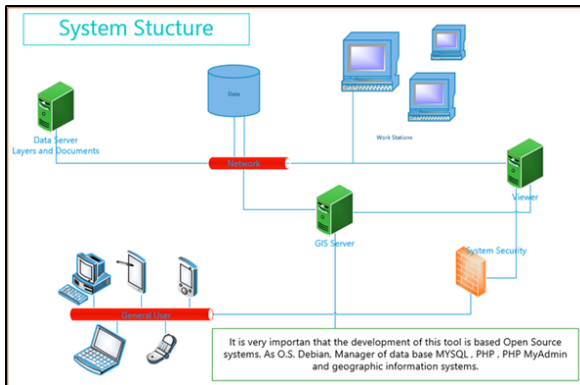 System Stucture
Data
Data Server
Layers and Documents
Work Stations
Network
Viewer
GIS Server
System Security
General User
It is very importan that the development of this tool is based Open Source
systems. As O.S. Debian, Manager of data base MYSQL , PHP , PHP MyAdmin
and geographic information systems.